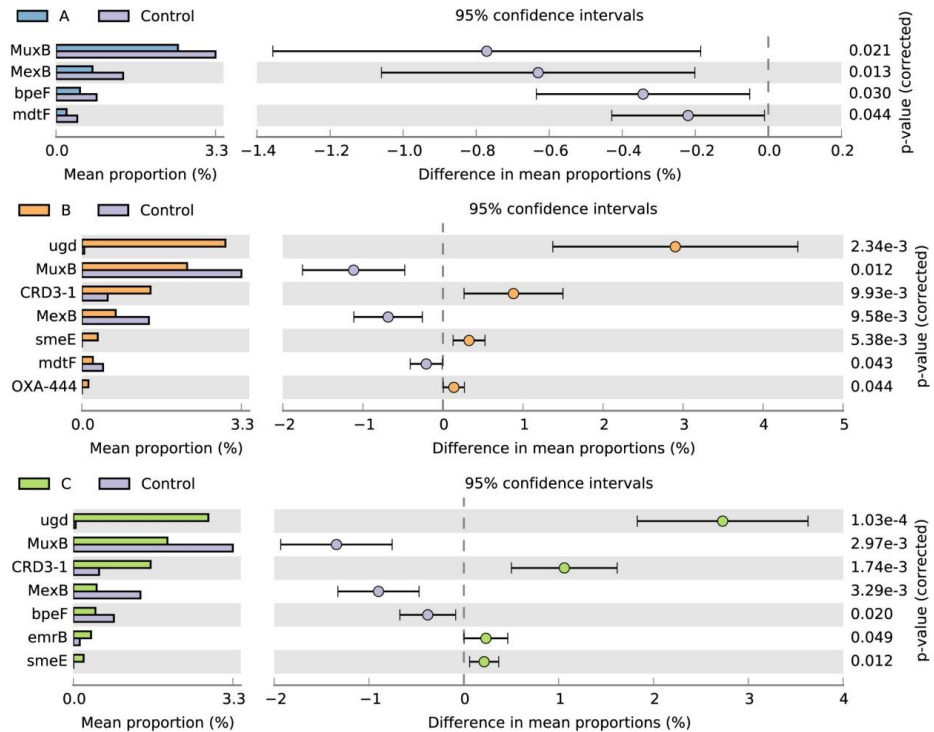 A Control 95% confidence intervals
MuxB 0.021
MexB 0.013
bpeF 0.030
mdtF 0.044
p-value (corrected)
0.0 3.3 −1.4 −1.2 −1.0 −0.8 −0.6 −0.4 −0.2 0.0 0.2
Mean proportion (%) Difference in mean proportions (%)
B Control 95% confidence intervals
ugd 2.34e-3
MuxB 0.012
CRD3-1 9.93e-3
MexB 9.58e-3
smeE 5.38e-3
mdtF 0.043
OXA-444 0.044
p-value (corrected)
0.0 3.3 −2 −1 0 1 2 3 4 5
Mean proportion (%) Difference in mean proportions (%)
C Control 95% confidence intervals
ugd 1.03e-4
MuxB 2.97e-3
CRD3-1 1.74e-3
MexB 3.29e-3
bpeF 0.020
emrB 0.049
smeE 0.012
p-value (corrected)
0.0 3.3 −2 −1 0 1 2 3 4
Mean proportion (%) Difference in mean proportions (%)